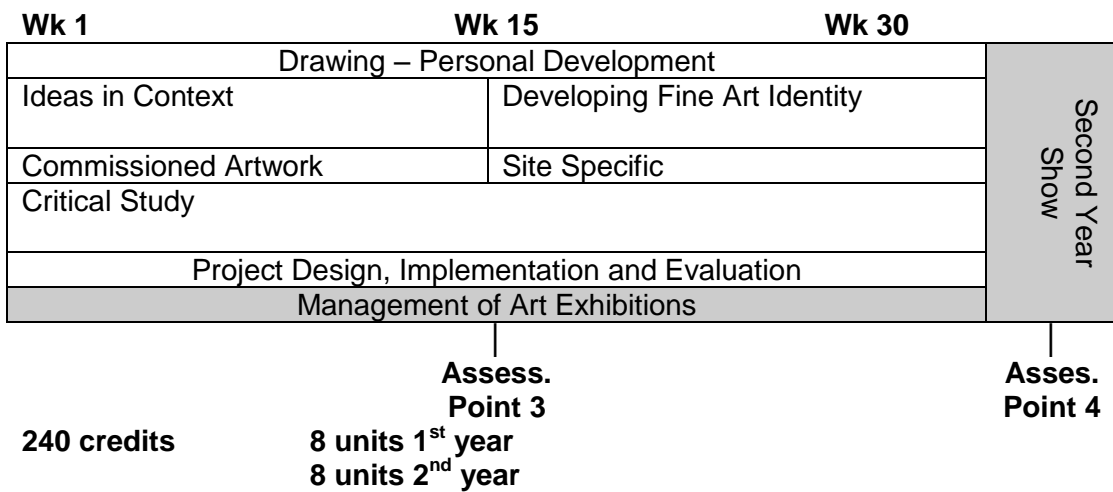 Wk 1 Wk 15 Wk 30
Drawing – Personal Development
Ideas in Context Developing Fine Art Identity
Commissioned Artwork Site Specific
Critical Study
Project Design, Implementation and Evaluation
Management of Art Exhibitions
Second Year
Show
Assess. Asses.
Point 3 Point 4
240 credits 8 units 1st year
8 units 2nd year